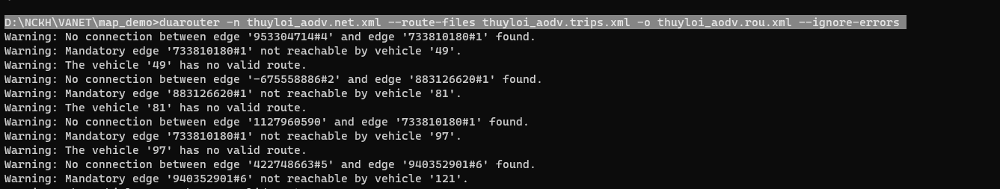 D:\NCKH\VANET\map_demo>duarouter -n thuyloi_aodv.net.xml --route-files thuyloi_aodv.trips.xml -o thuyloi_aodv.rou.xml --ignore-errors
Warning: No connection between edge '953304714#4' and edge '733810180#1' found.
Warning: Mandatory edge '733810180#1' not reachable by vehicle '49'.
Warning: The vehicle '49' has no valid route.
Warning: No connection between edge '-675558886#2' and edge '883126620#1' found.
Warning: Mandatory edge '883126620#1' not reachable by vehicle '81'.
Warning: The vehicle '81' has no valid route.
Warning: No connection between edge '1127960590' and edge '733810180#1' found.
Warning: Mandatory edge '733810180#1' not reachable by vehicle '97'.
Warning: The vehicle '97' has no valid route.
Warning: No connection between edge '422748663#5' and edge '940352901#6' found.
Warning: Mandatory edge '940352901#6' not reachable by vehicle '121'.